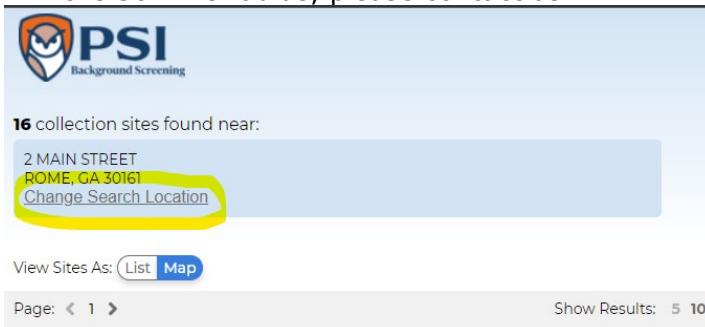 PSI
Background Screening
16 collection sites found near:
2 MAIN STREET
ROME, GA 30161
Change Search Location
View Sites As: List Map
Page: < 1 > Show Results: 5 10